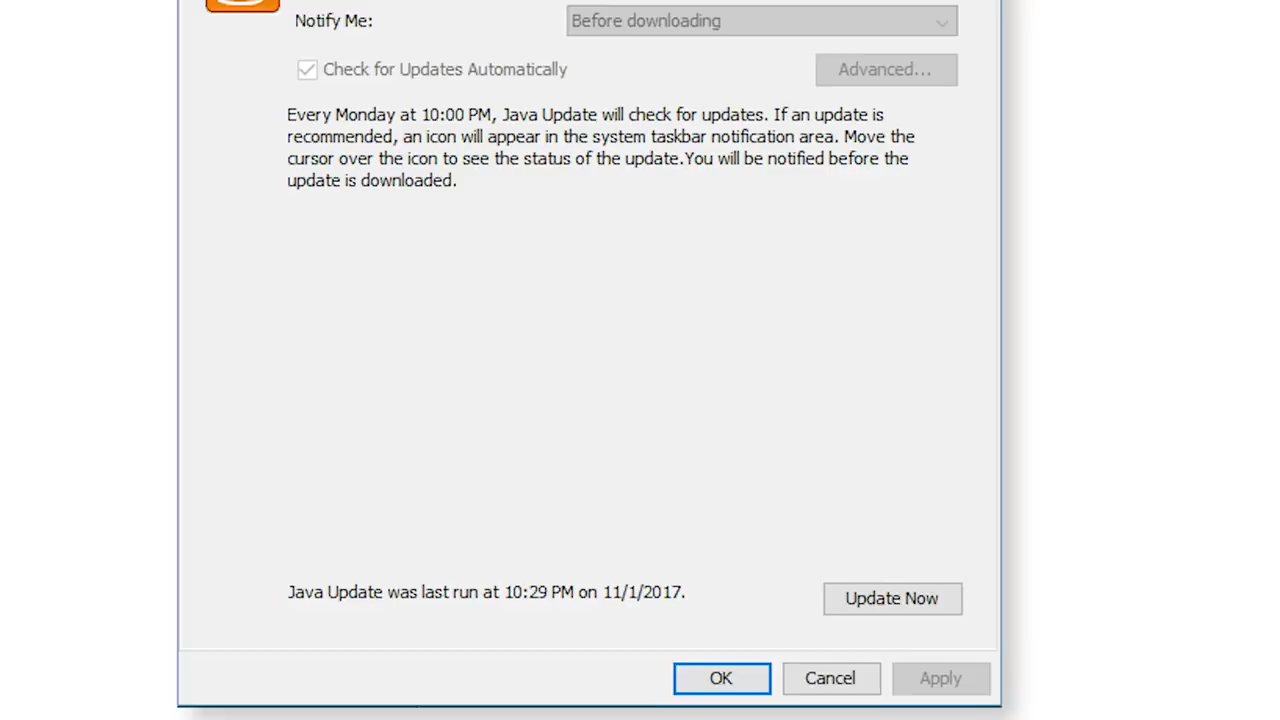 Notify Me:
Before downloading
Check for Updates Automatically
Advanced...
Every Monday at 10:00 PM, Java Update will check for updates. If an update is
recommended, an icon will appear in the system taskbar notification area. Move the
cursor over the icon to see the status of the update.You will be notified before the
update is downloaded.
Java Update was last run at 10:29 PM on 11/1/2017.
Update Now
OK
Cancel
Apply